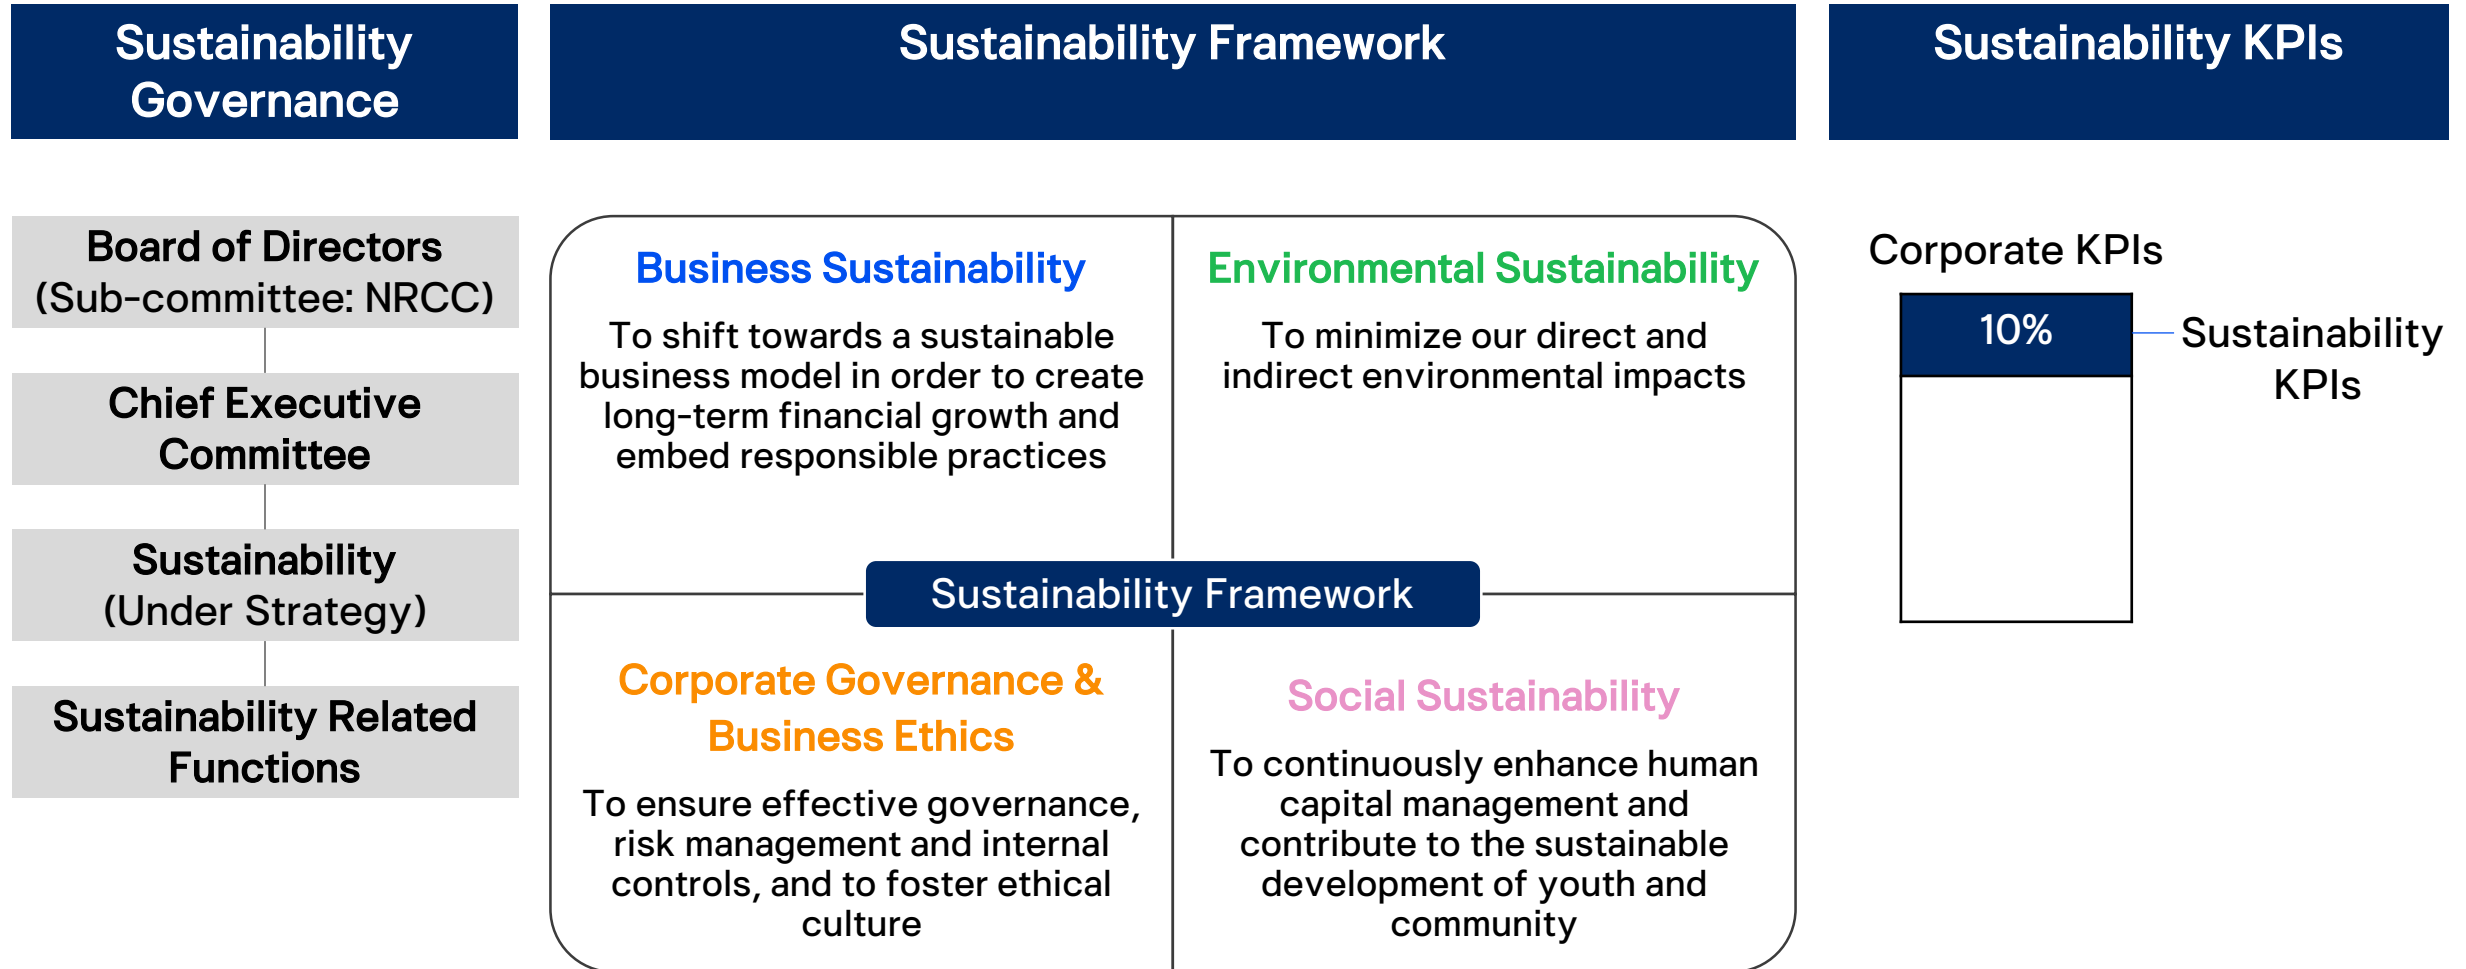 Sustainability
Governance
Sustainability Framework
Sustainability KPIs
Board of Directors
(Sub-committee: NRCC)
Chief Executive
Committee
Sustainability
(Under Strategy)
Sustainability Related
Functions
Business Sustainability
To shift towards a sustainable
business model in order to create
long-term financial growth and
embed responsible practices
Environmental Sustainability
To minimize our direct and
indirect environmental impacts
Sustainability Framework
Corporate Governance &
Business Ethics
To ensure effective governance,
risk management and internal
controls, and to foster ethical
culture
Social Sustainability
To continuously enhance human
capital management and
contribute to the sustainable
development of youth and
community
Corporate KPIs
10%
Sustainability
KPIs